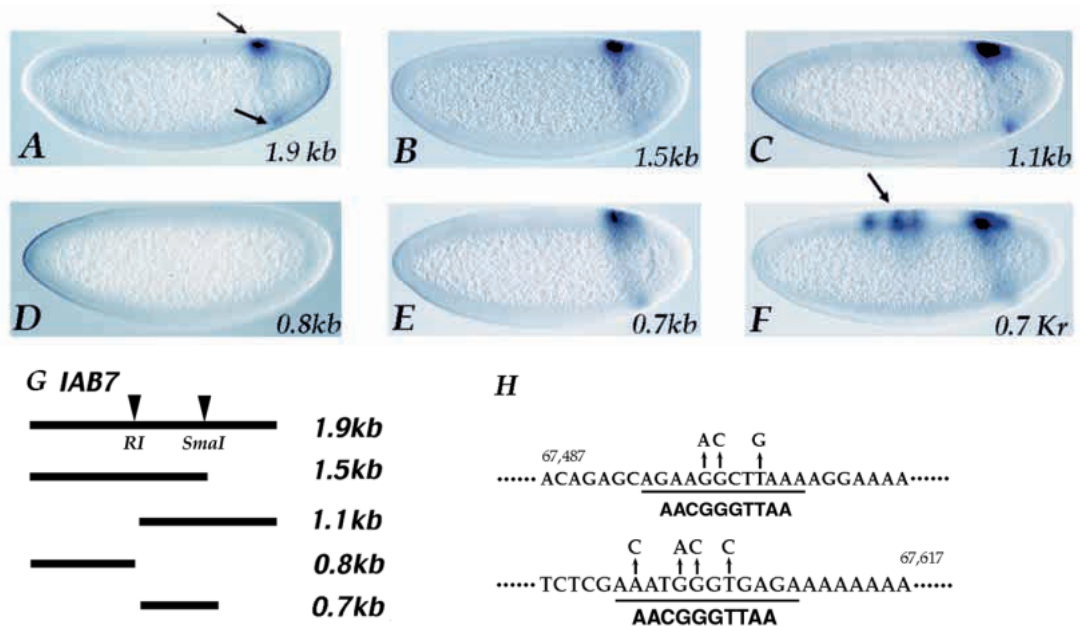 A
1.9 kb
B
1.5kb
C
1.1kb
D
0.8kb
E
0.7kb
F
0.7 Kr
G IAB7
RI SmaI
1.9kb
1.5kb
1.1kb
0.8kb
0.7kb
H
A C G
67,487
······ ACAGAGCAGAAGGCTTAAAAGGAAAA ······
AACGGGTTAA
C A C C
67,617
······ TCTCGAAATGGGTGAGAAAAAAAAA ······
AACGGGTTAA